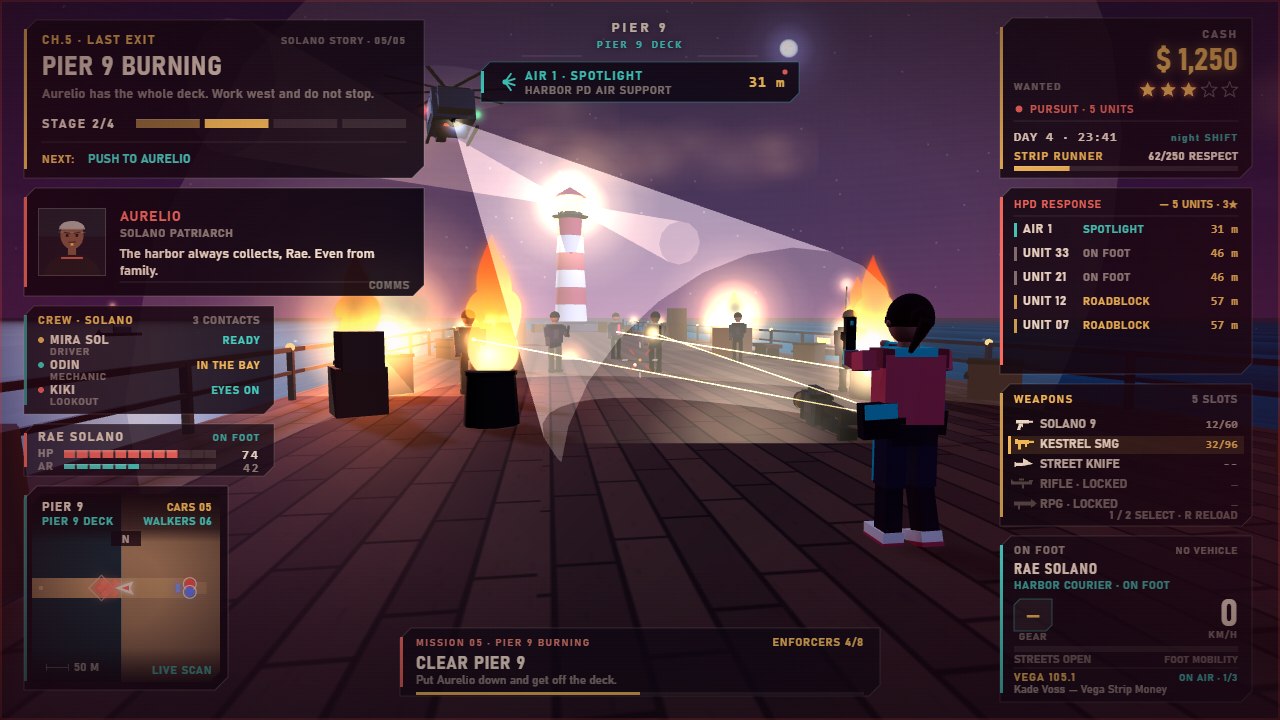 CH.5 · LAST EXIT
SOLANO STORY · 05/05
PIER 9 BURNING
Aurelio has the whole deck. Work west and do not stop.
STAGE 2/4
NEXT: PUSH TO AURELIO
AURELIO
SOLANO PATRIARCH
The harbor always collects, Rae. Even from
family.
COMMS
CREW · SOLANO
3 CONTACTS
MIRA SOL
READY
DRIVER
ODIN
IN THE BAY
MECHANIC
KIKI
EYES ON
LOOKOUT
RAE SOLANO
ON FOOT
HP
74
AR
42
PIER 9
CARS 05
PIER 9 DECK
WALKERS 06
N
50 M
LIVE SCAN
PIER 9
PIER 9 DECK
AIR 1 · SPOTLIGHT
HARBOR PD AIR SUPPORT
31 m
MISSION 05 · PIER 9 BURNING
ENFORCERS 4/8
CLEAR PIER 9
Put Aurelio down and get off the deck.
CASH
$ 1,250
WANTED
★★★☆☆
PURSUIT · 5 UNITS
DAY 4 · 23:41
night SHIFT
STRIP RUNNER
62/250 RESPECT
HPD RESPONSE
— 5 UNITS · 3★
AIR 1 SPOTLIGHT 31 m
UNIT 33 ON FOOT 46 m
UNIT 21 ON FOOT 46 m
UNIT 12 ROADBLOCK 57 m
UNIT 07 ROADBLOCK 57 m
WEAPONS
5 SLOTS
SOLANO 9 12/60
KESTREL SMG 32/96
STREET KNIFE --
RIFLE · LOCKED —
RPG · LOCKED —
1 / 2 SELECT · R RELOAD
ON FOOT
NO VEHICLE
RAE SOLANO
HARBOR COURIER · ON FOOT
—
0
GEAR
KM/H
STREETS OPEN
FOOT MOBILITY
VEGA 105.1
ON AIR · 1/3
Kade Voss — Vega Strip Money